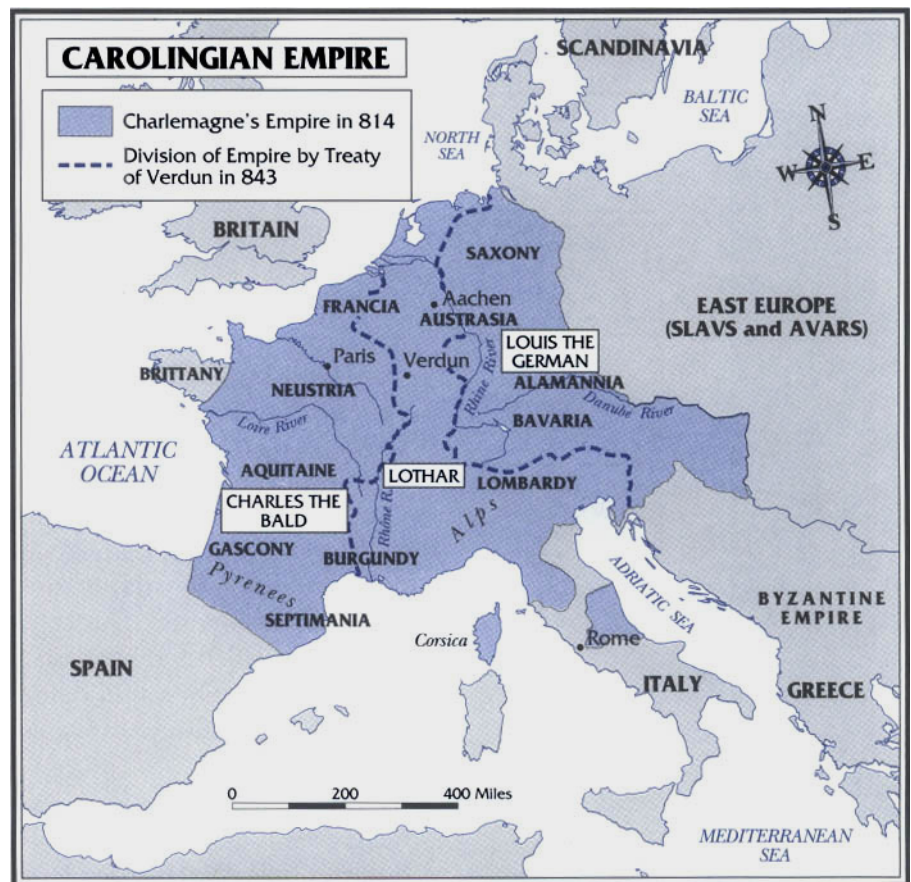 CAROLINGIAN EMPIRE
Charlemagne's Empire in 814
Division of Empire by Treaty
of Verdun in 843
SCANDINAVIA
BALTIC
SEA
NORTH
SEA
N
W
E
S
BRITAIN
SAXONY
FRANCIA
Aachen
AUSTRASIA
EAST EUROPE
(SLAVS and AVARS)
LOUIS THE
GERMAN
Paris
Verdun
BRITTANY
NEUSTRIA
Rhine River
ALAMANNIA
Danube River
BAVARIA
Loire River
ATLANTIC
OCEAN
AQUITAINE
LOTHAR
LOMBARDY
CHARLES THE
BALD
Rhône R.
Alps
GASCONY
BURGUNDY
Pyrenees
SEPTIMANIA
ADRIATIC SEA
BYZANTINE
EMPIRE
Corsica
Rome
SPAIN
ITALY
GREECE
0 200 400 Miles
MEDITERRANEAN
SEA